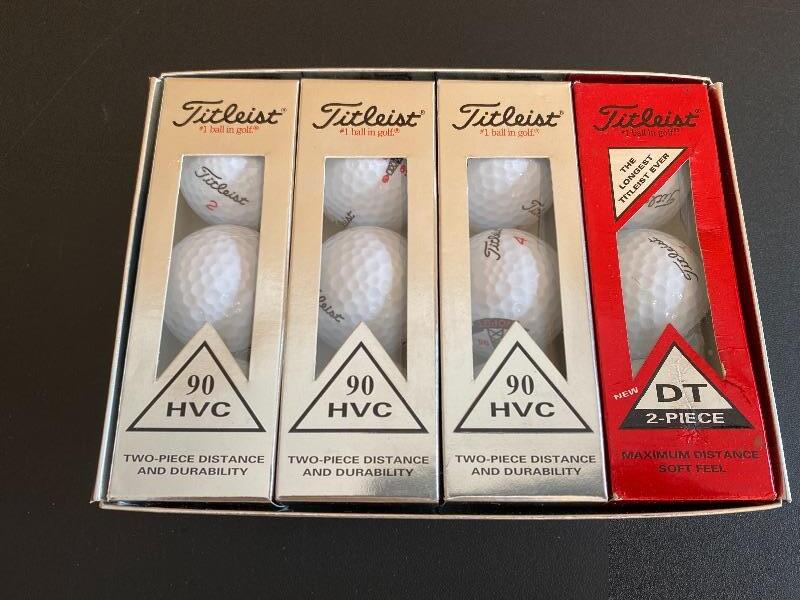 Titleist®
#1 ball in golf.®
Titleist
2
90
HVC
TWO-PIECE DISTANCE
AND DURABILITY
Titleist®
#1 ball in golf.®
90
HVC
TWO-PIECE DISTANCE
AND DURABILITY
Titleist®
#1 ball in golf.®
4
90
HVC
TWO-PIECE DISTANCE
AND DURABILITY
Titleist®
#1 ball in golf.®
THE
LONGEST
TITLEIST EVER
Titleist
NEW
DT
2-PIECE
MAXIMUM DISTANCE
SOFT FEEL